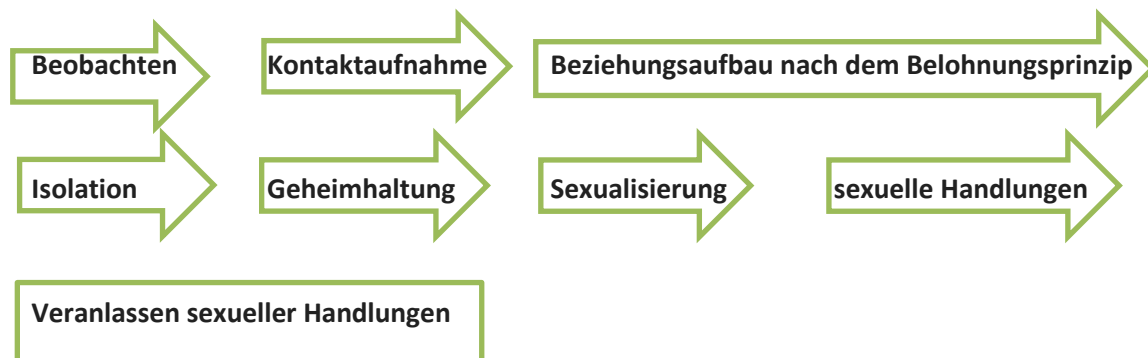 Beobachten
Kontaktaufnahme
Beziehungsaufbau nach dem Belohnungsprinzip
Isolation
Geheimhaltung
Sexualisierung
sexuelle Handlungen
Veranlassen sexueller Handlungen